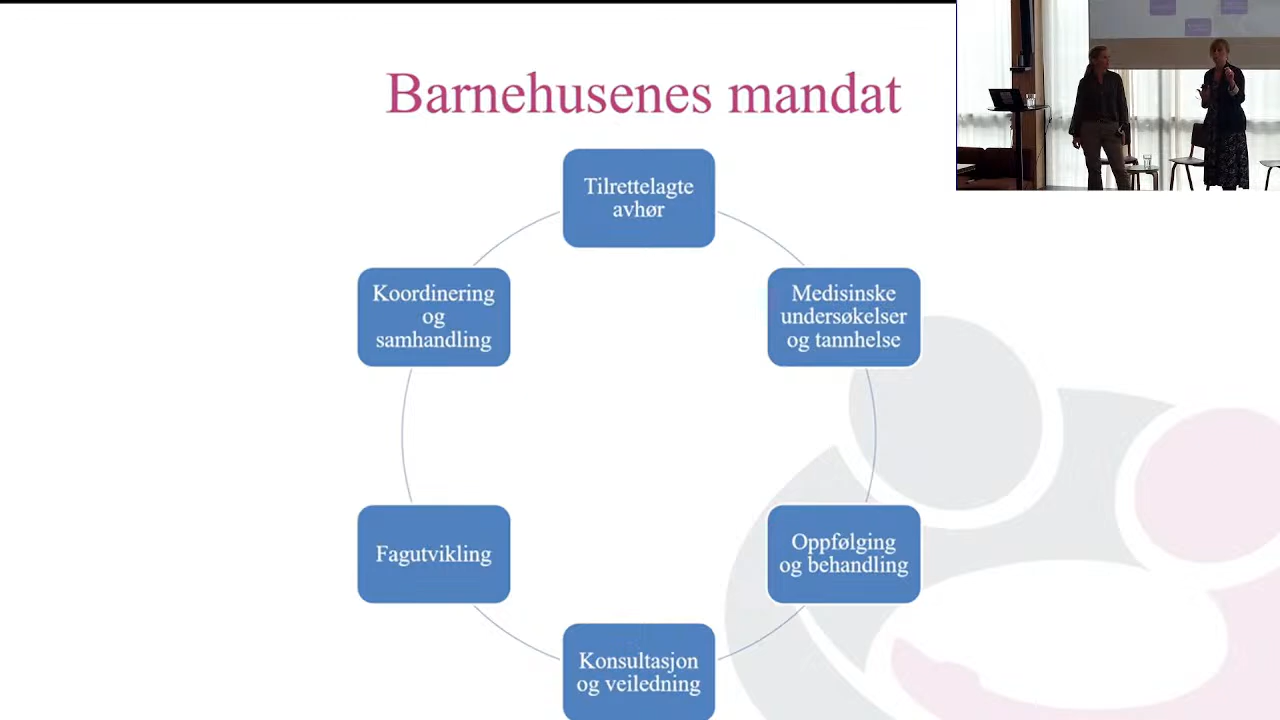 Barnehusenes mandat
Tilrettelagte
avhør
Medisinske
undersøkelser
og tannhelse
Oppfølging
og behandling
Konsultasjon
og veiledning
Fagutvikling
Koordinering
og
samhandling